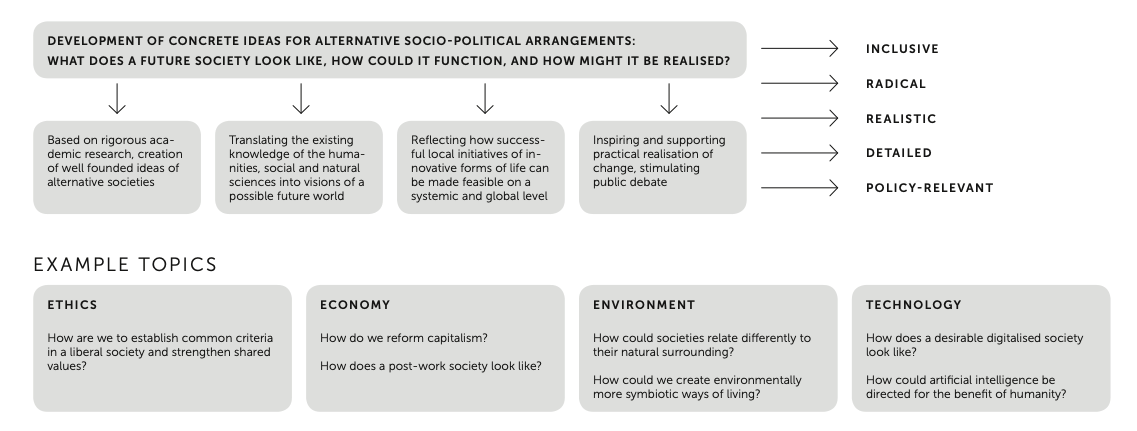 DEVELOPMENT OF CONCRETE IDEAS FOR ALTERNATIVE SOCIO-POLITICAL ARRANGEMENTS:
WHAT DOES A FUTURE SOCIETY LOOK LIKE, HOW COULD IT FUNCTION, AND HOW MIGHT IT BE REALISED?
INCLUSIVE
RADICAL
REALISTIC
DETAILED
POLICY-RELEVANT
Based on rigorous aca-
demic research, creation
of well founded ideas of
alternative societies
Translating the existing
knowledge of the huma-
nities, social and natural
sciences into visions of a
possible future world
Reflecting how success-
ful local initiatives of in-
novative forms of life can
be made feasible on a
systemic and global level
Inspiring and supporting
practical realisation of
change, stimulating
public debate
EXAMPLE TOPICS
ETHICS
How are we to establish common criteria
in a liberal society and strengthen shared
values?
ECONOMY
How do we reform capitalism?
How does a post-work society look like?
ENVIRONMENT
How could societies relate differently to
their natural surrounding?
How could we create environmentally
more symbiotic ways of living?
TECHNOLOGY
How does a desirable digitalised society
look like?
How could artificial intelligence be
directed for the benefit of humanity?